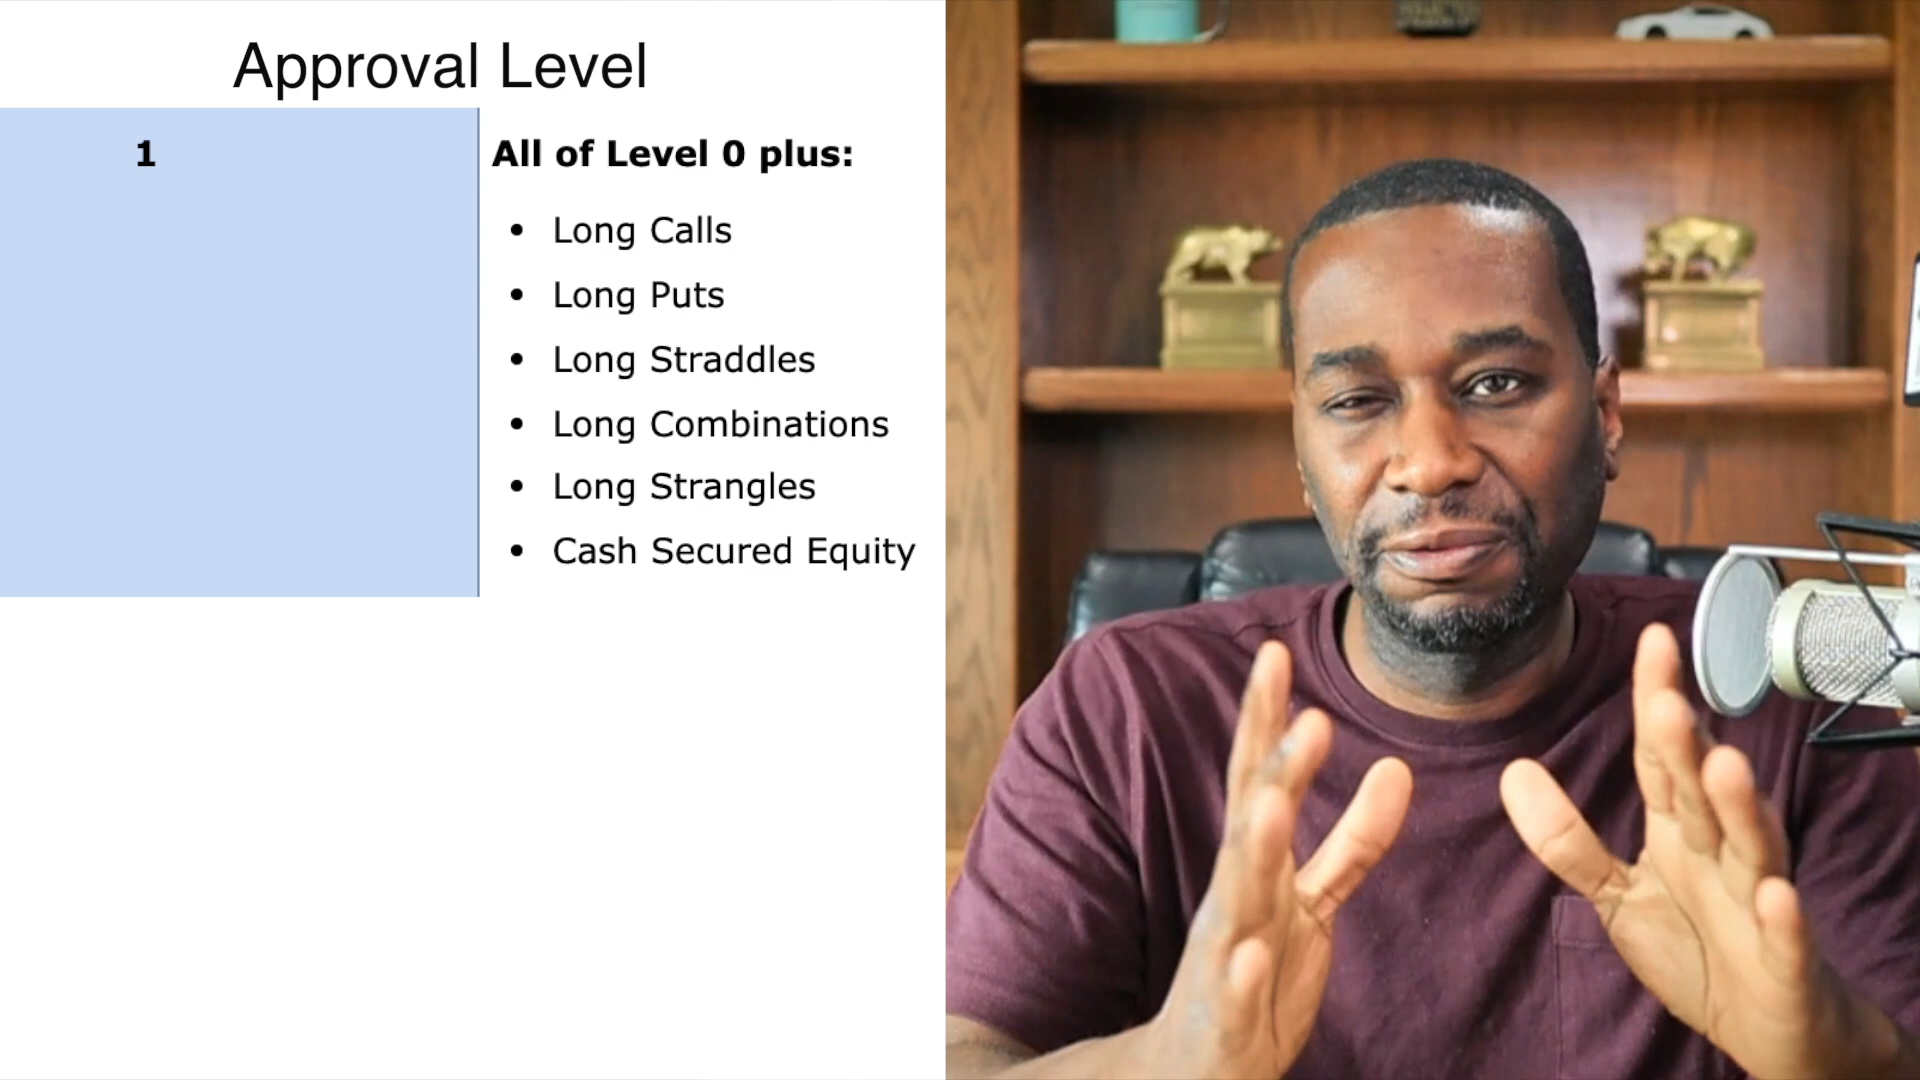 Approval Level
1
All of Level 0 plus:
• Long Calls
• Long Puts
• Long Straddles
• Long Combinations
• Long Strangles
• Cash Secured Equity